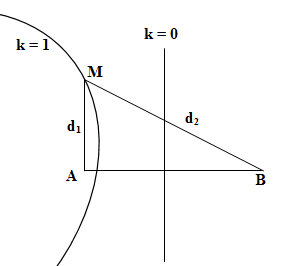 k = 0
k = 1
M
d₁
d₂
A
B